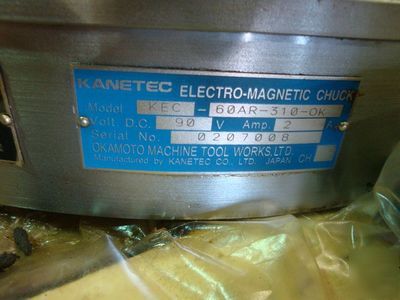 KANETEC ELECTRO-MAGNETIC CHUCK
Model KEC - 60AR-310-OK
Volt. D.C. 90 V Amp. 2 A.
Serial No. 0207008
OKAMOTO MACHINE TOOL WORKS, LTD.
Manufactured by KANETEC CO., LTD. JAPAN CH